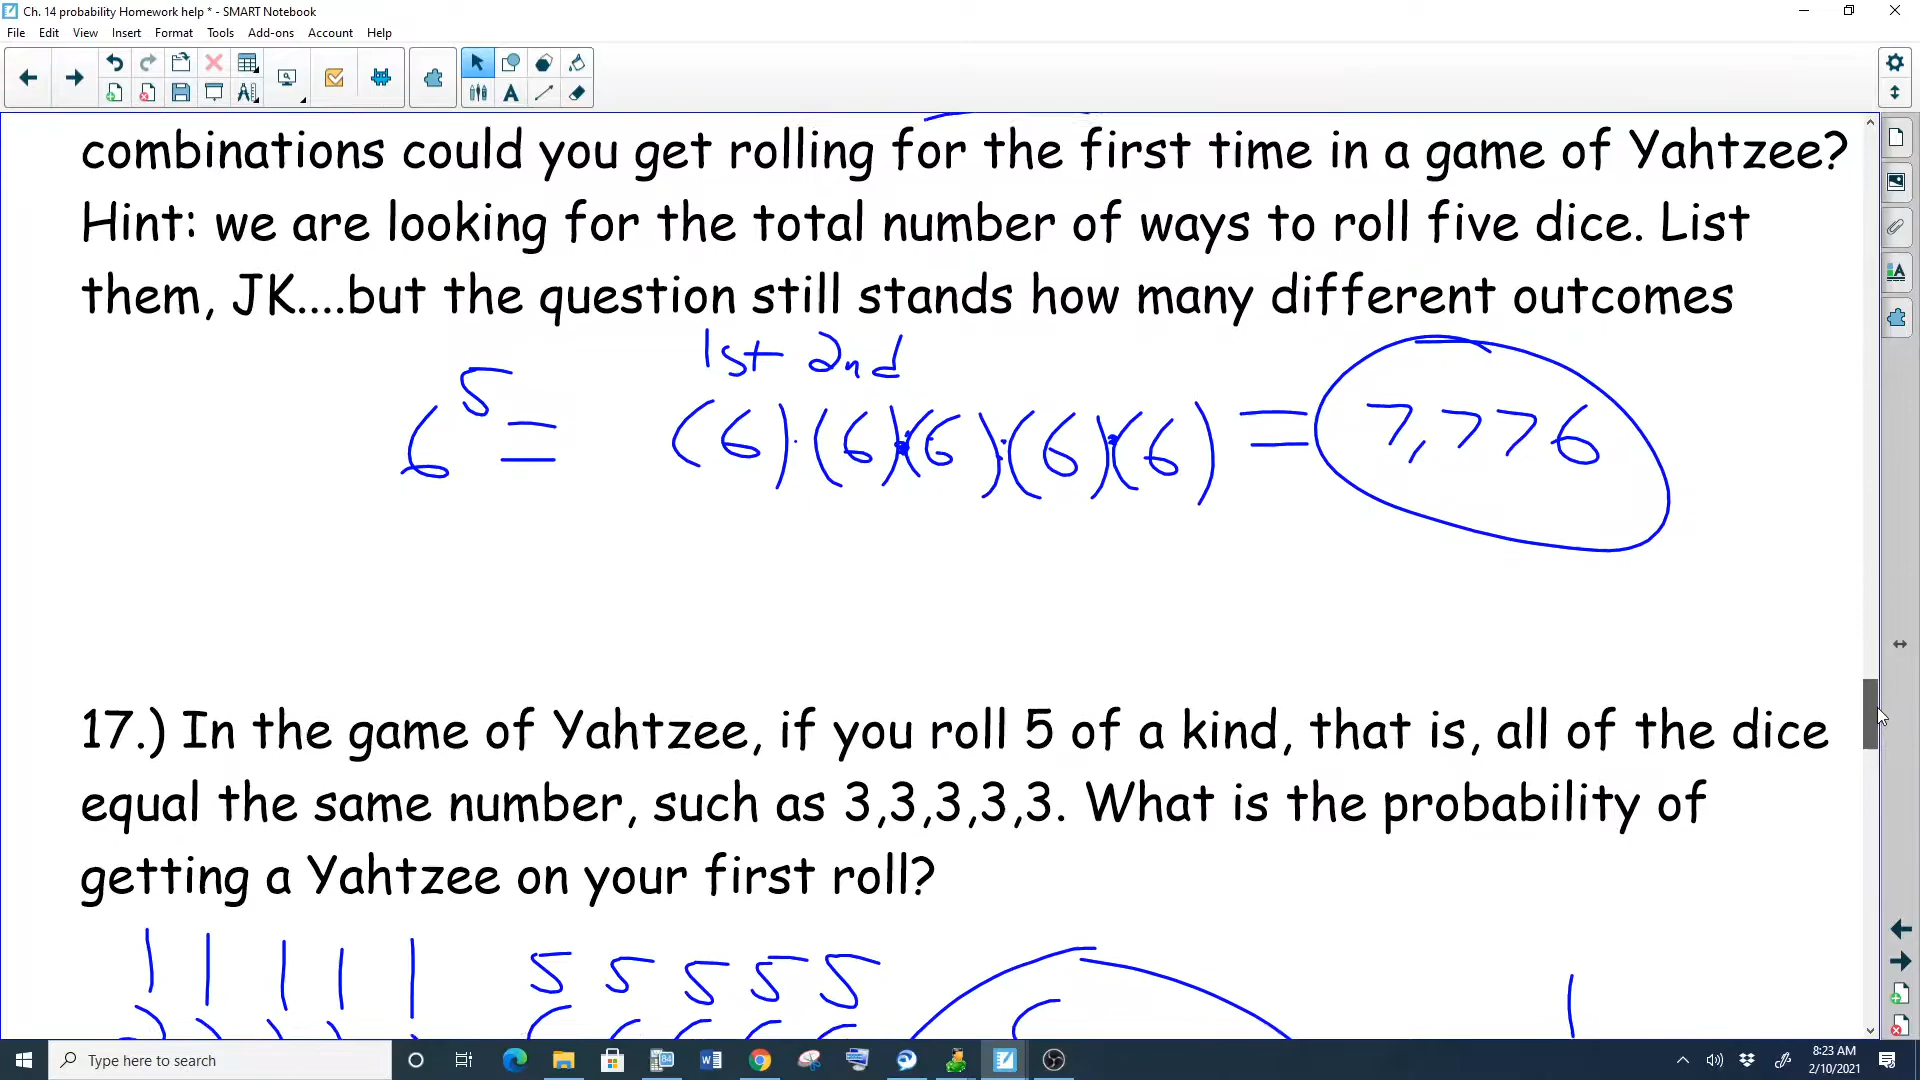 Ch. 14 probability Homework help * - SMART Notebook
File Edit View Insert Format Tools Add-ons Account Help
combinations could you get rolling for the first time in a game of Yahtzee?
Hint: we are looking for the total number of ways to roll five dice. List
them, JK....but the question still stands how many different outcomes
1st 2nd
6^5 = (6)·(6)·(6)·(6)·(6) = 7,776
17.) In the game of Yahtzee, if you roll 5 of a kind, that is, all of the dice
equal the same number, such as 3,3,3,3,3. What is the probability of
getting a Yahtzee on your first roll?
1 1 1 1 1 5 5 5 5 5
Type here to search
8:23 AM
2/10/2021